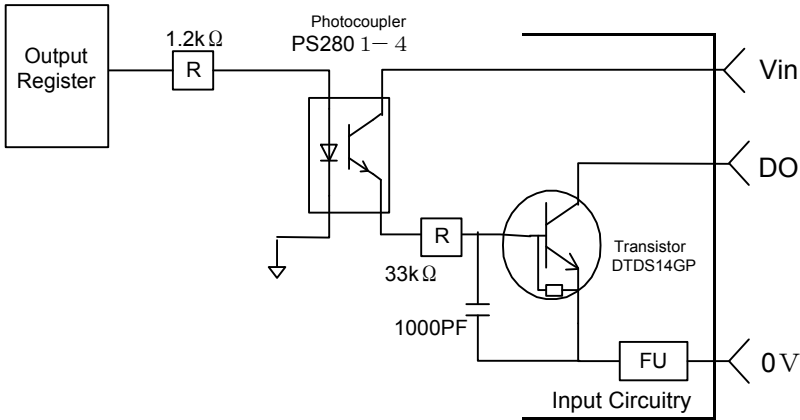 Photocoupler
PS280 1－4
1.2kΩ
R
Output
Register
Vin
DO
R
33kΩ
Transistor
DTDS14GP
1000PF
FU
0V
Input Circuitry